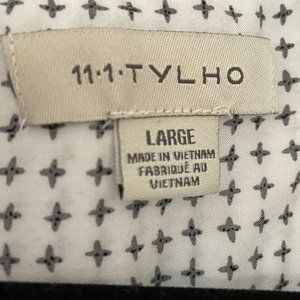 11·1·TYLHO
LARGE
MADE IN VIETNAM
FABRIQUÉ AU
VIETNAM